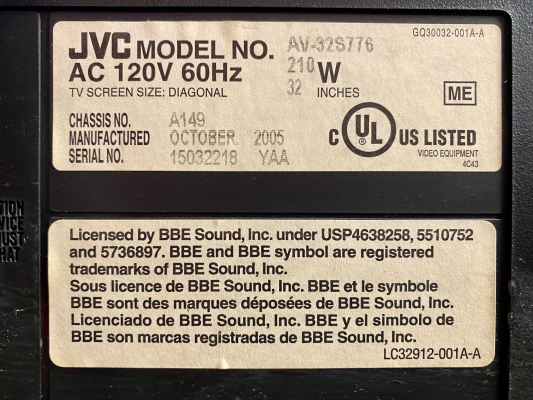 GQ30032-001A-A
JVC MODEL NO. AV-32S776
AC 120V 60Hz 210 W
TV SCREEN SIZE: DIAGONAL 32 INCHES
ME
CHASSIS NO. A149
MANUFACTURED OCTOBER. 2005
SERIAL NO. 15032218 YAA
C UL ® US LISTED
VIDEO EQUIPMENT
4C43
Licensed by BBE Sound, Inc. under USP4638258, 5510752
and 5736897. BBE and BBE symbol are registered
trademarks of BBE Sound, Inc.
Sous licence de BBE Sound, Inc. BBE et le symbole
BBE sont des marques déposées de BBE Sound, Inc.
Licenciado de BBE Sound, Inc. BBE y el simbolo de
BBE son marcas registradas de BBE Sound, Inc.
LC32912-001A-A